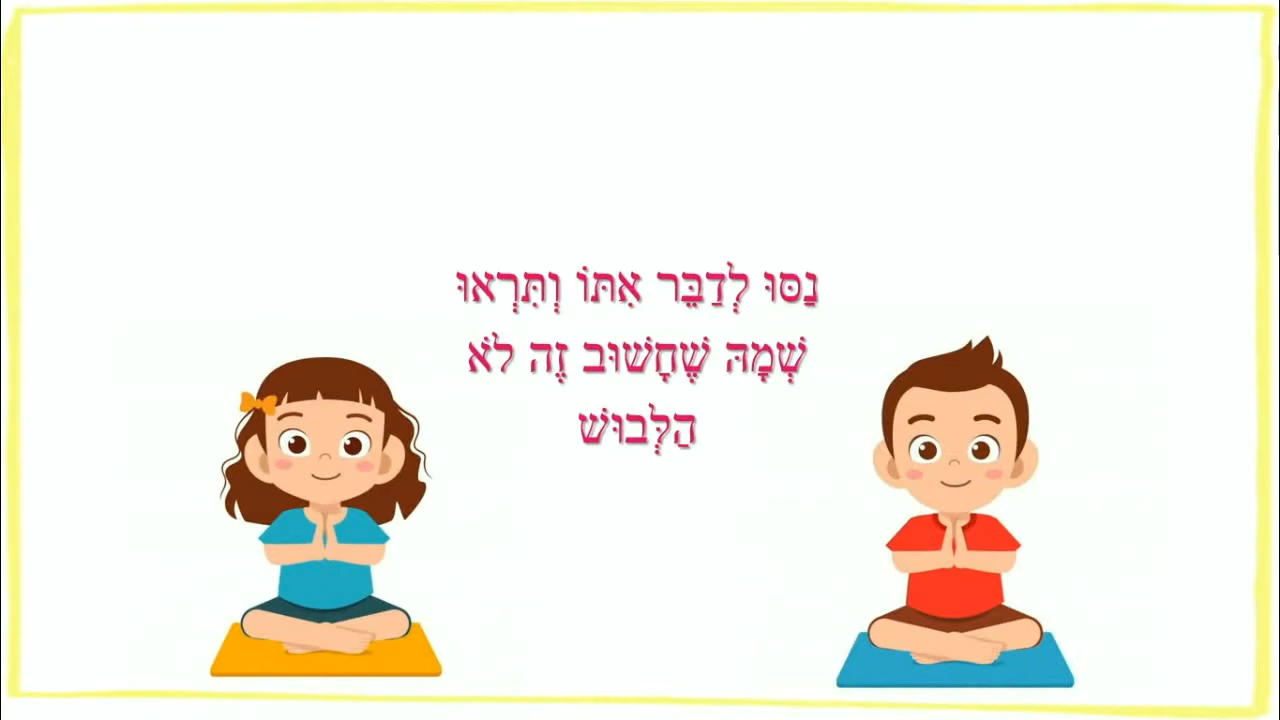 נַסּוּ לְדַבֵּר אִתּוֹ וְתִּרְאוּ
שְׁמָהּ שֶׁחָשׁוּב זֶה לֹא
הַלְּבוּשׁ